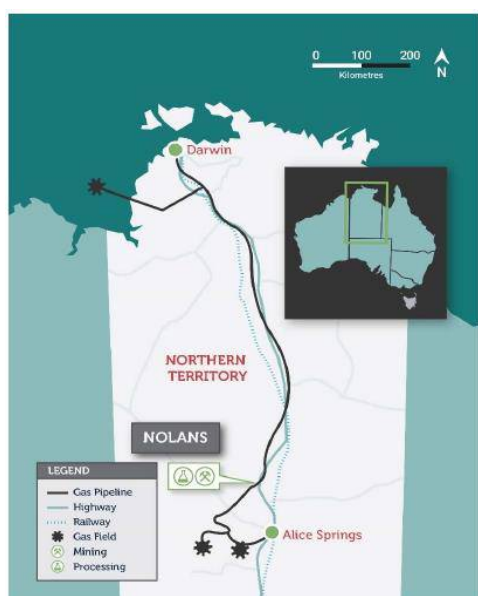 0 100 200
Kilometres
N
Darwin
NORTHERN
TERRITORY
NOLANS
LEGEND
Gas Pipeline
Highway
Railway
Gas Field
Mining
Processing
Alice Springs